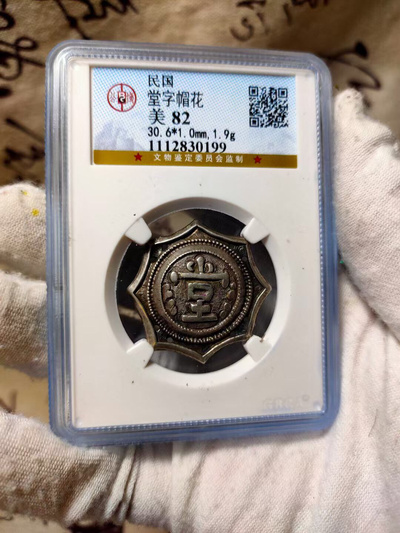 民国
堂字帽花
美 82
30.6*1.0mm,1.9g
1112830199
★ 文物鉴定委员会监制 ★
堂